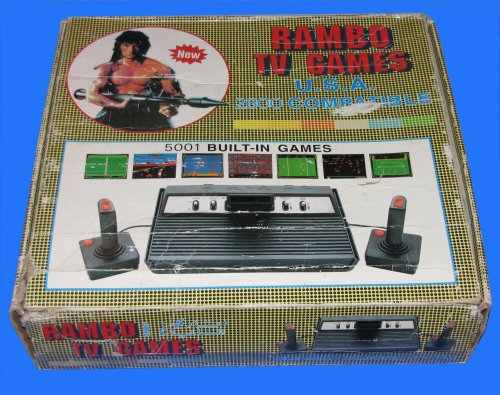 New
RAMBO
TV GAMES
U.S.A.
2600 COMPATIBLE
5001 BUILT-IN GAMES
RAMBO
TV GAMES